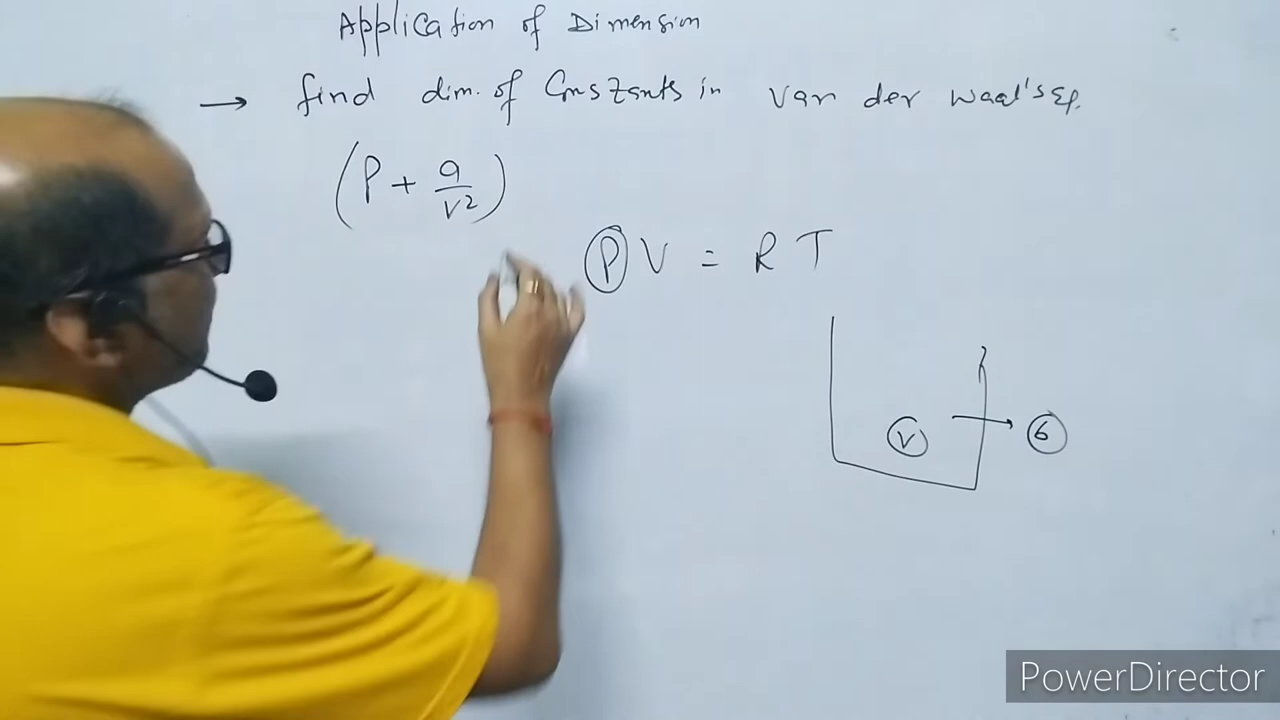 Application of Dimension
→ find dim. of Constants in van der waal's Eq.
(P + a/V²)
P V = R T
V → b
PowerDirector